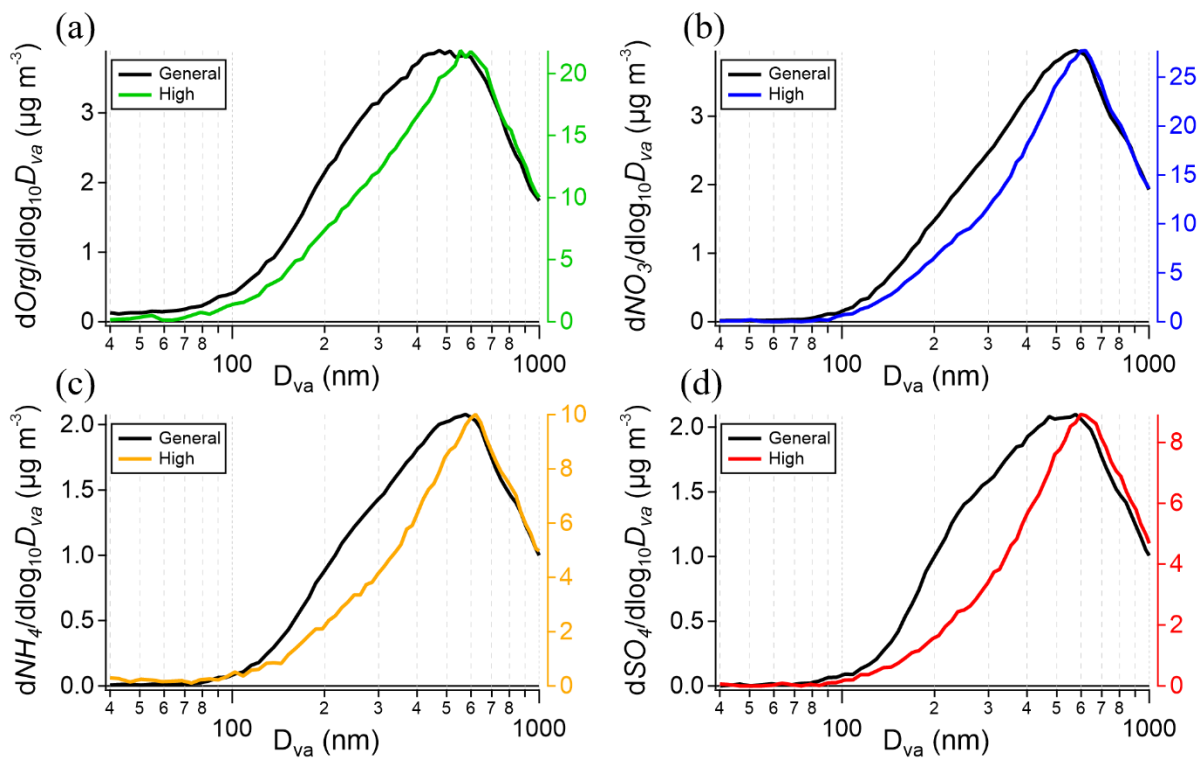 (a)
dOrg/dlog₁₀Dva (µg m⁻³)
General
High
3
2
1
0
20
15
10
5
0
4 5 6 7 8 100 2 3 4 5 6 7 8 1000
Dva (nm)
(b)
dNO₃/dlog₁₀Dva (µg m⁻³)
General
High
3
2
1
0
25
20
15
10
5
0
4 5 6 7 8 100 2 3 4 5 6 7 8 1000
Dva (nm)
(c)
dNH₄/dlog₁₀Dva (µg m⁻³)
General
High
2.0
1.5
1.0
0.5
0.0
10
8
6
4
2
0
4 5 6 7 8 100 2 3 4 5 6 7 8 1000
Dva (nm)
(d)
dSO₄/dlog₁₀Dva (µg m⁻³)
General
High
2.0
1.5
1.0
0.5
0.0
8
6
4
2
0
4 5 6 7 8 100 2 3 4 5 6 7 8 1000
Dva (nm)